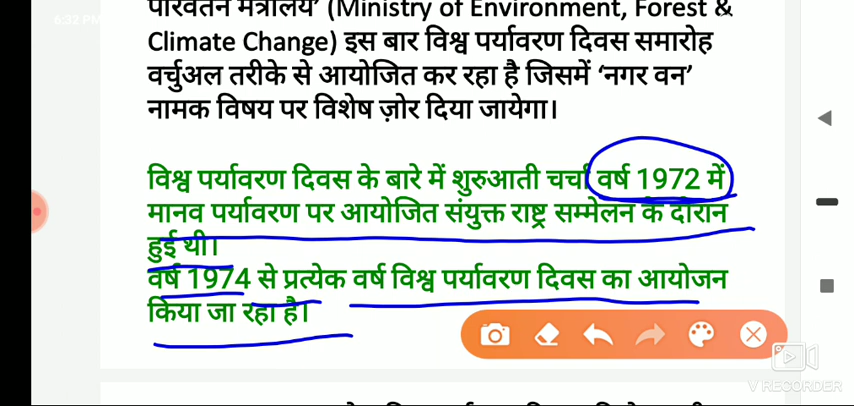 6:32 PM
परिवर्तन मंत्रालय’ (Ministry of Environment, Forest &
Climate Change) इस बार विश्व पर्यावरण दिवस समारोह
वर्चुअल तरीके से आयोजित कर रहा है जिसमें ‘नगर वन’
नामक विषय पर विशेष ज़ोर दिया जायेगा।
विश्व पर्यावरण दिवस के बारे में शुरुआती चर्चा वर्ष 1972 में
मानव पर्यावरण पर आयोजित संयुक्त राष्ट्र सम्मेलन के दौरान
हुई थी।
वर्ष 1974 से प्रत्येक वर्ष विश्व पर्यावरण दिवस का आयोजन
किया जा रहा है।
V RECORDER